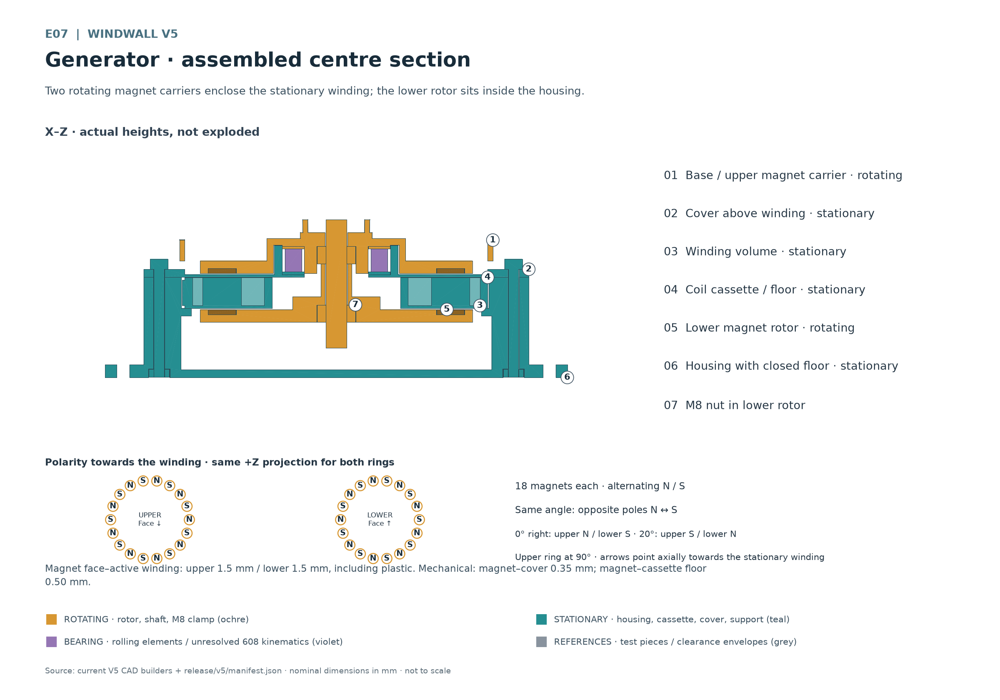 E07 | WINDWALL V5
Generator · assembled centre section
Two rotating magnet carriers enclose the stationary winding; the lower rotor sits inside the housing.
X–Z · actual heights, not exploded
01 Base / upper magnet carrier · rotating
02 Cover above winding · stationary
03 Winding volume · stationary
04 Coil cassette / floor · stationary
05 Lower magnet rotor · rotating
06 Housing with closed floor · stationary
07 M8 nut in lower rotor
1
2
4
7
3
5
6
Polarity towards the winding · same +Z projection for both rings
N S N S N S N S N S N S N S N S N S
UPPER
Face ↓
S N S N S N S N S N S N S N S N S N
LOWER
Face ↑
18 magnets each · alternating N / S
Same angle: opposite poles N ↔ S
0° right: upper N / lower S · 20°: upper S / lower N
Upper ring at 90° · arrows point axially towards the stationary winding
Magnet face–active winding: upper 1.5 mm / lower 1.5 mm, including plastic. Mechanical: magnet–cover 0.35 mm; magnet–cassette floor
0.50 mm.
ROTATING · rotor, shaft, M8 clamp (ochre)
STATIONARY · housing, cassette, cover, support (teal)
BEARING · rolling elements / unresolved 608 kinematics (violet)
REFERENCES · test pieces / clearance envelopes (grey)
Source: current V5 CAD builders + release/v5/manifest.json · nominal dimensions in mm · not to scale